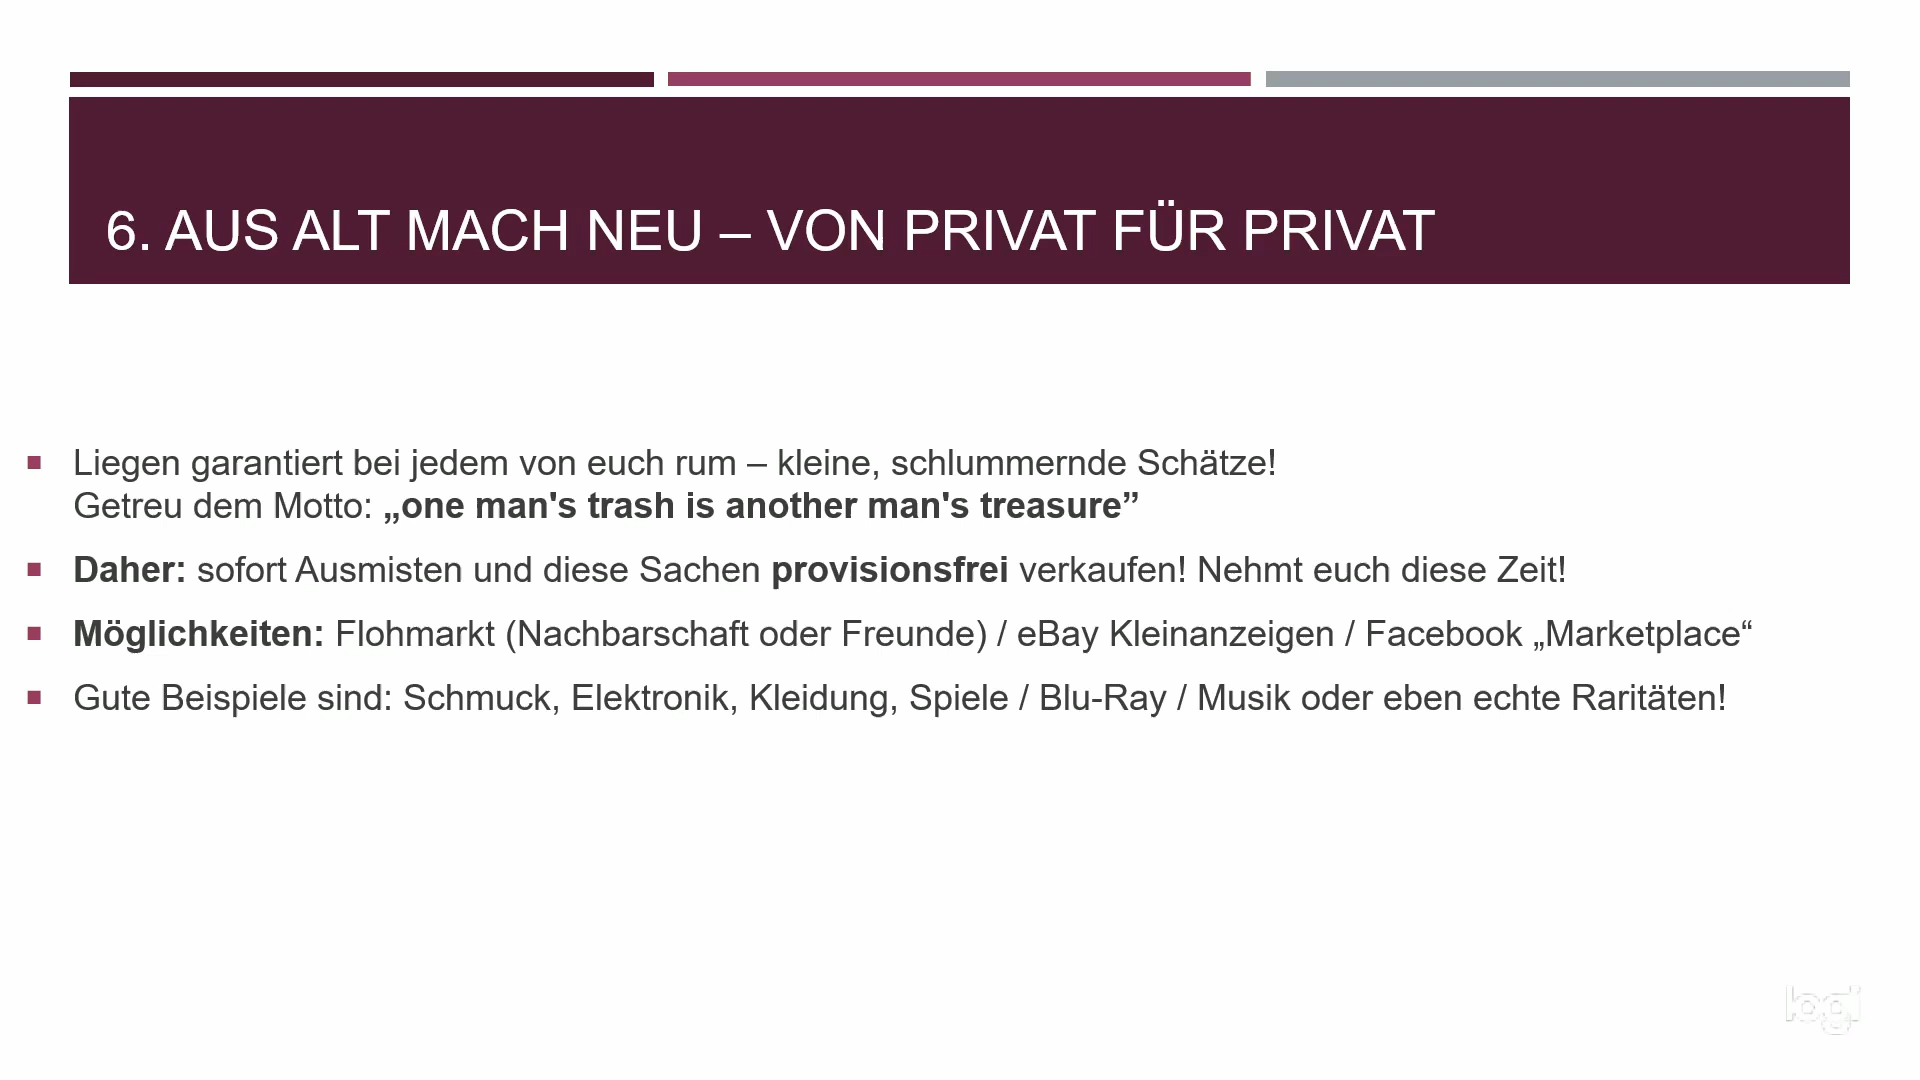 6. AUS ALT MACH NEU – VON PRIVAT FÜR PRIVAT
Liegen garantiert bei jedem von euch rum – kleine, schlummernde Schätze!
Getreu dem Motto: „one man's trash is another man's treasure”
Daher: sofort Ausmisten und diese Sachen provisionsfrei verkaufen! Nehmt euch diese Zeit!
Möglichkeiten: Flohmarkt (Nachbarschaft oder Freunde) / eBay Kleinanzeigen / Facebook „Marketplace“
Gute Beispiele sind: Schmuck, Elektronik, Kleidung, Spiele / Blu-Ray / Musik oder eben echte Raritäten!
logi